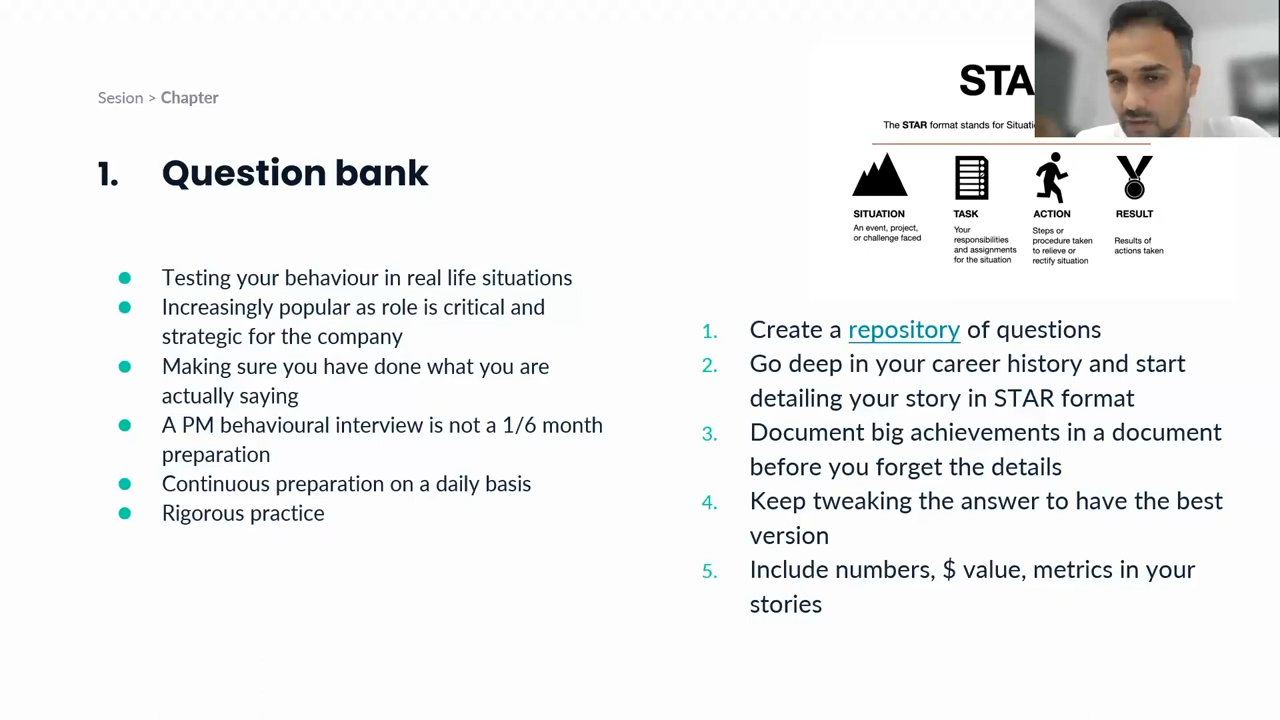 Sesion > Chapter
1. Question bank
Testing your behaviour in real life situations
Increasingly popular as role is critical and
strategic for the company
Making sure you have done what you are
actually saying
A PM behavioural interview is not a 1/6 month
preparation
Continuous preparation on a daily basis
Rigorous practice
STA
The STAR format stands for Situati
SITUATION
An event, project,
or challenge faced
TASK
Your
responsibilities
and assignments
for the situation
ACTION
Steps or
procedure taken
to relieve or
rectify situation
RESULT
Results of
actions taken
1. Create a repository of questions
2. Go deep in your career history and start
detailing your story in STAR format
3. Document big achievements in a document
before you forget the details
4. Keep tweaking the answer to have the best
version
5. Include numbers, $ value, metrics in your
stories